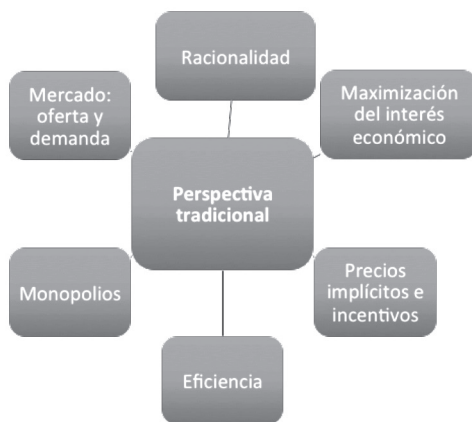 Racionalidad
Mercado:
oferta y
demanda
Maximización
del interés
económico
Perspectiva
tradicional
Monopolios
Precios
implícitos e
incentivos
Eficiencia